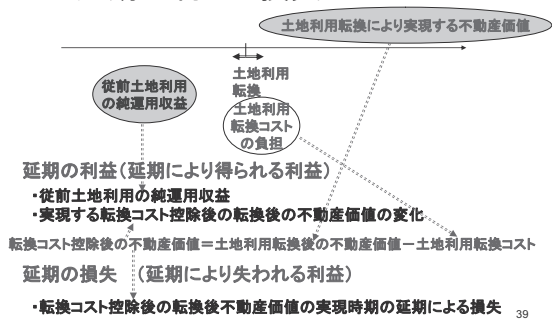 土地利用転換により実現する不動産価値
従前土地利用
の純運用収益
土地利用
転換
土地利用
転換コスト
の負担
延期の利益(延期により得られる利益)
・従前土地利用の純運用収益
・実現する転換コスト控除後の転換後の不動産価値の変化
転換コスト控除後の不動産価値=土地利用転換後の不動産価値-土地利用転換コスト
延期の損失 (延期により失われる利益)
・転換コスト控除後の転換後不動産価値の実現時期の延期による損失
39